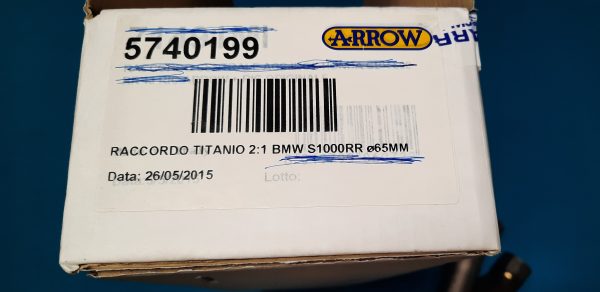 5740199
ARROW
RACCORDO TITANIO 2:1 BMW S1000RR ø65MM
Data: 26/05/2015
Lotto: